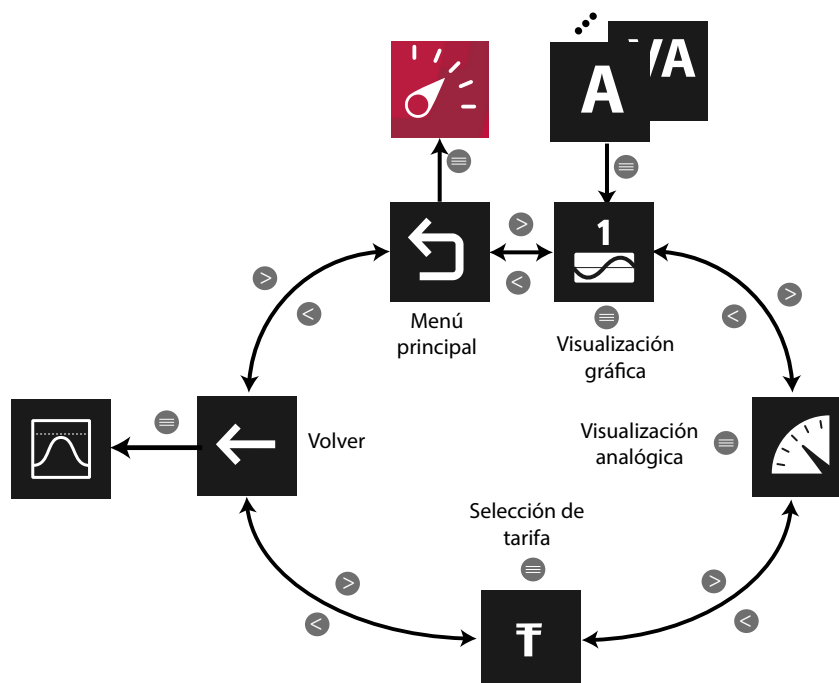 VA
A
1
Menú
principal
Visualización
gráfica
Volver
Visualización
analógica
Selección de
tarifa
₸